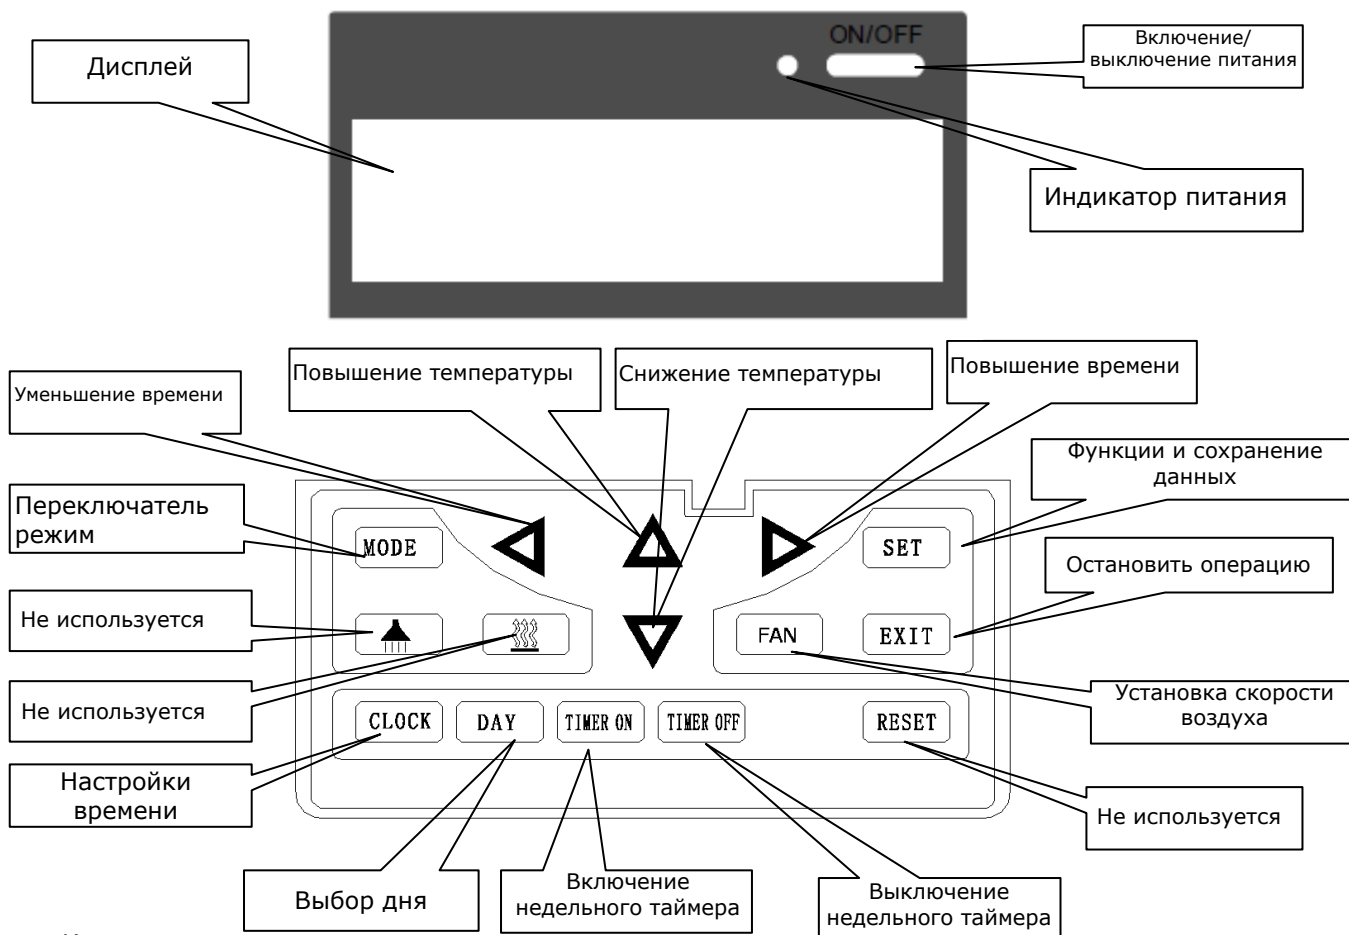 ON/OFF
Дисплей
Включение/
выключение питания
Индикатор питания
Повышение температуры
Снижение температуры
Повышение времени
Уменьшение времени
Функции и сохранение
данных
Переключатель
режим
MODE
SET
Остановить операцию
Не используется
FAN
EXIT
Не используется
Установка скорости
воздуха
CLOCK
DAY
TIMER ON
TIMER OFF
RESET
Настройки
времени
Не используется
Выбор дня
Включение
недельного таймера
Выключение
недельного таймера